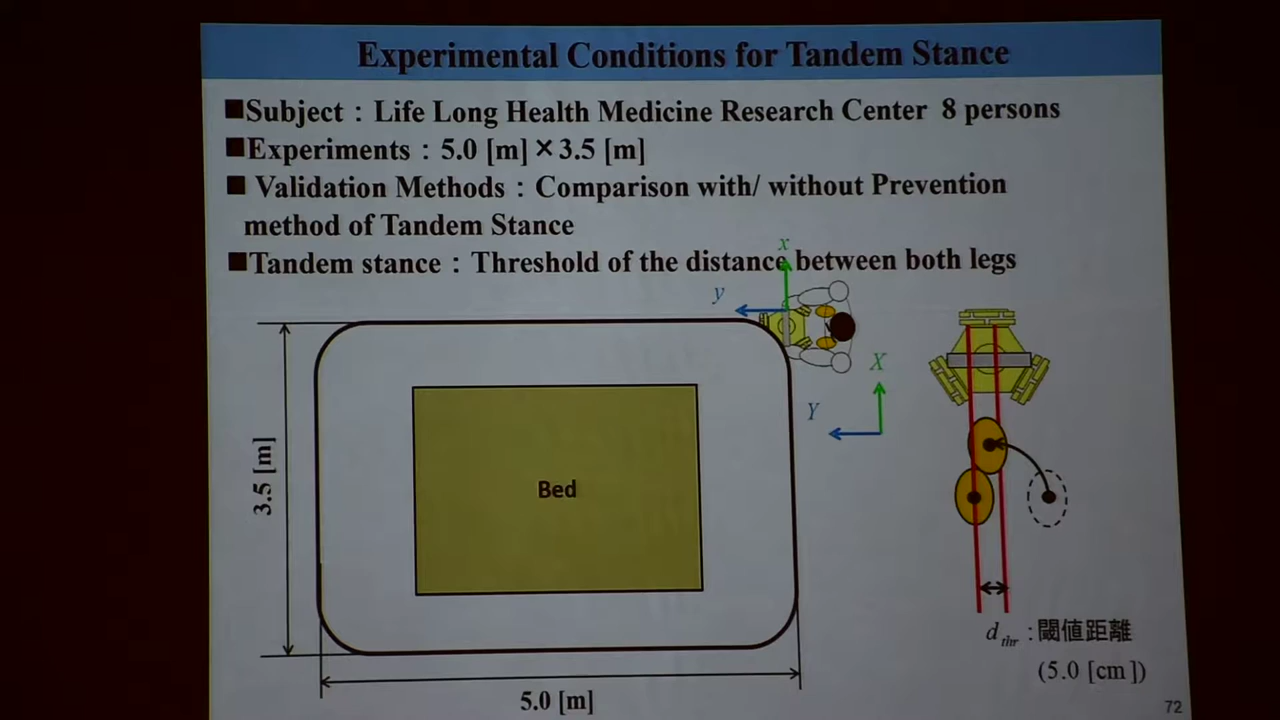 Experimental Conditions for Tandem Stance
■Subject：Life Long Health Medicine Research Center 8 persons
■Experiments：5.0 [m]×3.5 [m]
■ Validation Methods：Comparison with/ without Prevention
method of Tandem Stance
■Tandem stance：Threshold of the distance between both legs
x
y
X
Y
3.5 [m]
Bed
5.0 [m]
d thr :閾値距離
(5.0 [cm])
72